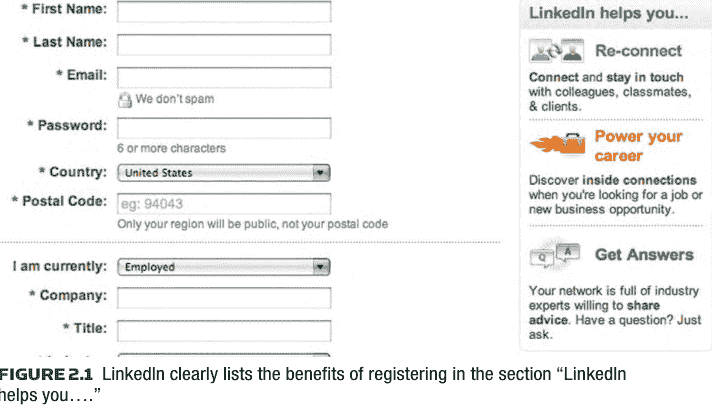 * First Name:
* Last Name:
* Email:
We don't spam
* Password:
6 or more characters
* Country: United States
* Postal Code: eg: 94043
Only your region will be public, not your postal code
I am currently: Employed
* Company:
* Title:
LinkedIn helps you...
Re-connect
Connect and stay in touch
with colleagues, classmates,
& clients.
Power your
career
Discover inside connections
when you're looking for a job or
new business opportunity.
Q A
Get Answers
Your network is full of industry
experts willing to share
advice. Have a question? Just
ask.
FIGURE 2.1 LinkedIn clearly lists the benefits of registering in the section “LinkedIn
helps you….”